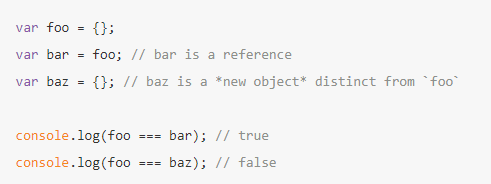 var foo = {};
var bar = foo; // bar is a reference
var baz = {}; // baz is a *new object* distinct from `foo`
console.log(foo === bar); // true
console.log(foo === baz); // false